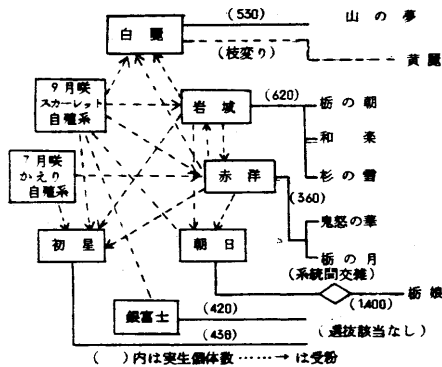 (530)
山の夢
白麗
(枝変り)
黄麗
9月咲
スカーレット
自殖系
岩城
(620)
栃の朝
和楽
杉の雪
7月咲
かえり
自殖系
赤洋
(360)
鬼怒の華
栃の月
初星
朝日
(系統間交雑)
栃娘
(1,400)
銀富士
(420)
(選抜該当なし)
(438)
( )内は実生個体数 ………→ は受粉